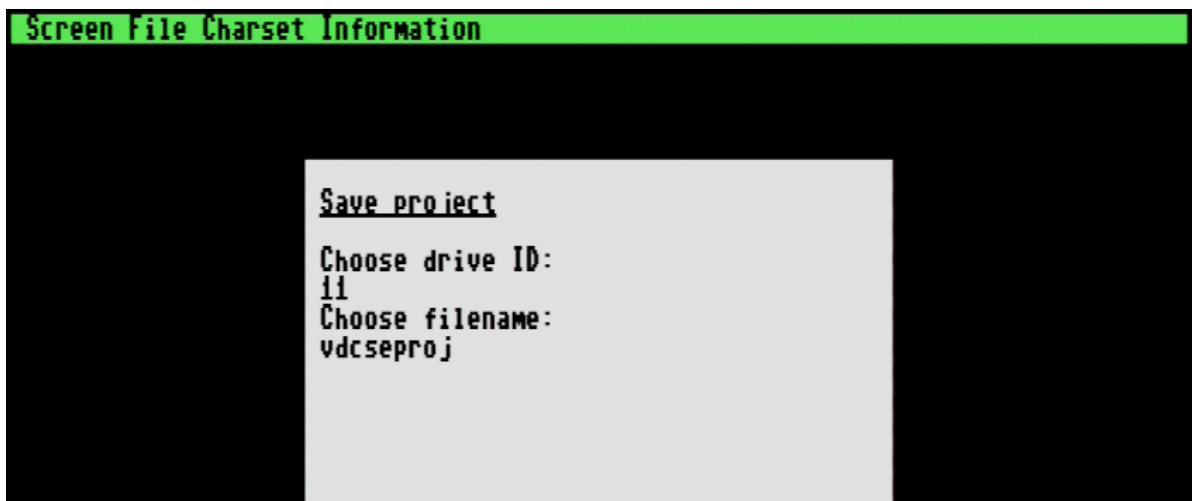 Screen File Charset Information
Save project
Choose drive ID:
11
Choose filename:
vdcseproj